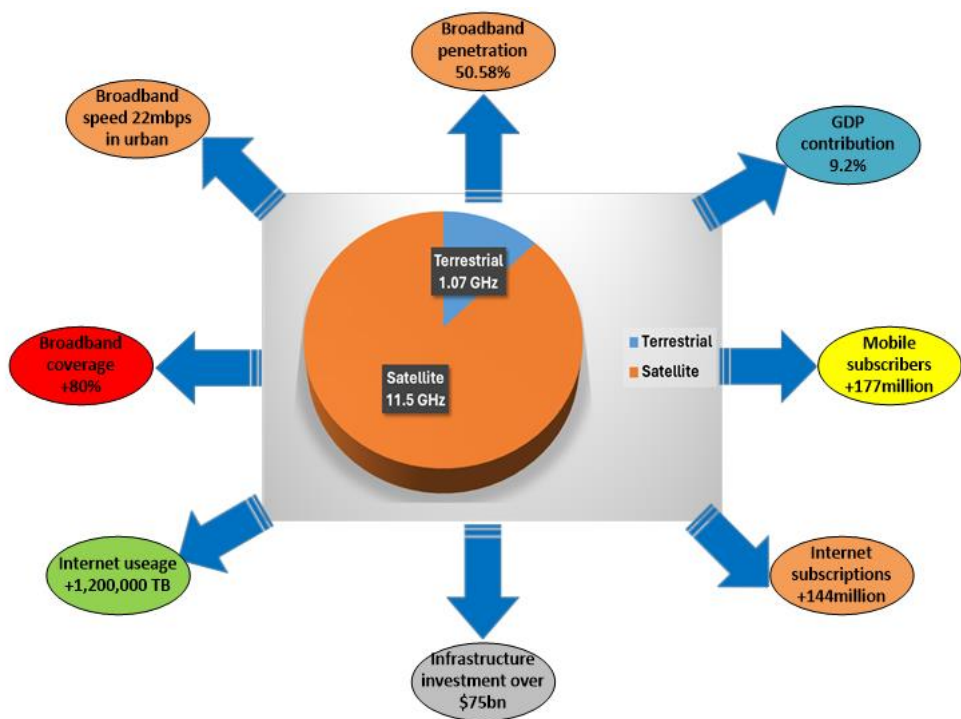 Broadband
penetration
50.58%
Broadband
speed 22mbps
in urban
GDP
contribution
9.2%
Terrestrial
1.07 GHz
Terrestrial
Satellite
Satellite
11.5 GHz
Broadband
coverage
+80%
Mobile
subscribers
+177million
Internet useage
+1,200,000 TB
Internet
subscriptions
+144million
Infrastructure
investment over
$75bn